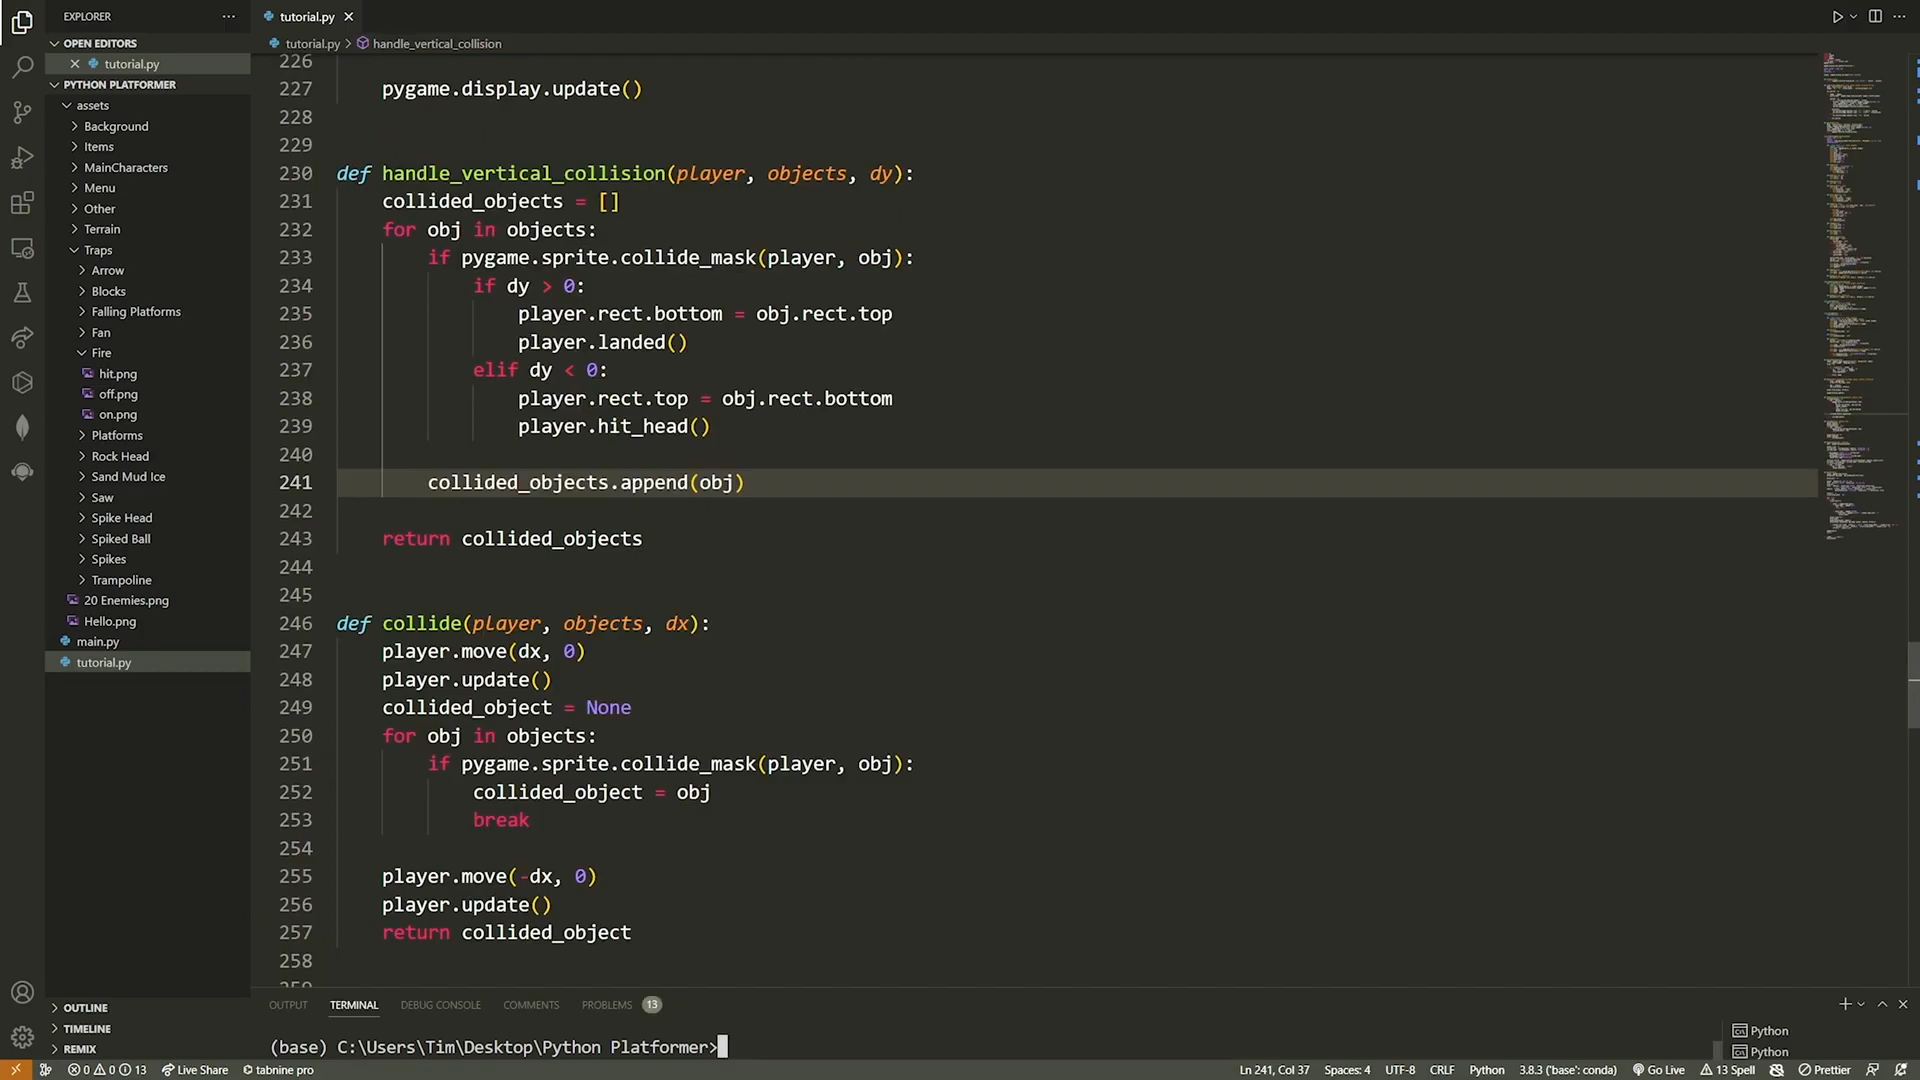 EXPLORER
tutorial.py
OPEN EDITORS
tutorial.py
tutorial.py > handle_vertical_collision
PYTHON PLATFORMER
assets
Background
Items
MainCharacters
Menu
Other
Terrain
Traps
Arrow
Blocks
Falling Platforms
Fan
Fire
hit.png
off.png
on.png
Platforms
Rock Head
Sand Mud Ice
Saw
Spike Head
Spiked Ball
Spikes
Trampoline
20 Enemies.png
Hello.png
main.py
tutorial.py
OUTLINE
TIMELINE
REMIX
226
227 pygame.display.update()
228
229
230 def handle_vertical_collision(player, objects, dy):
231 collided_objects = []
232 for obj in objects:
233 if pygame.sprite.collide_mask(player, obj):
234 if dy > 0:
235 player.rect.bottom = obj.rect.top
236 player.landed()
237 elif dy < 0:
238 player.rect.top = obj.rect.bottom
239 player.hit_head()
240
241 collided_objects.append(obj)
242
243 return collided_objects
244
245
246 def collide(player, objects, dx):
247 player.move(dx, 0)
248 player.update()
249 collided_object = None
250 for obj in objects:
251 if pygame.sprite.collide_mask(player, obj):
252 collided_object = obj
253 break
254
255 player.move(-dx, 0)
256 player.update()
257 return collided_object
258
OUTPUT TERMINAL DEBUG CONSOLE COMMENTS PROBLEMS 13
(base) C:\Users\Tim\Desktop\Python Platformer>
Python
Python
0 0 13 Live Share tabnine pro Ln 241, Col 37 Spaces: 4 UTF-8 CRLF Python 3.8.3 ('base': conda) Go Live 13 Spell Prettier